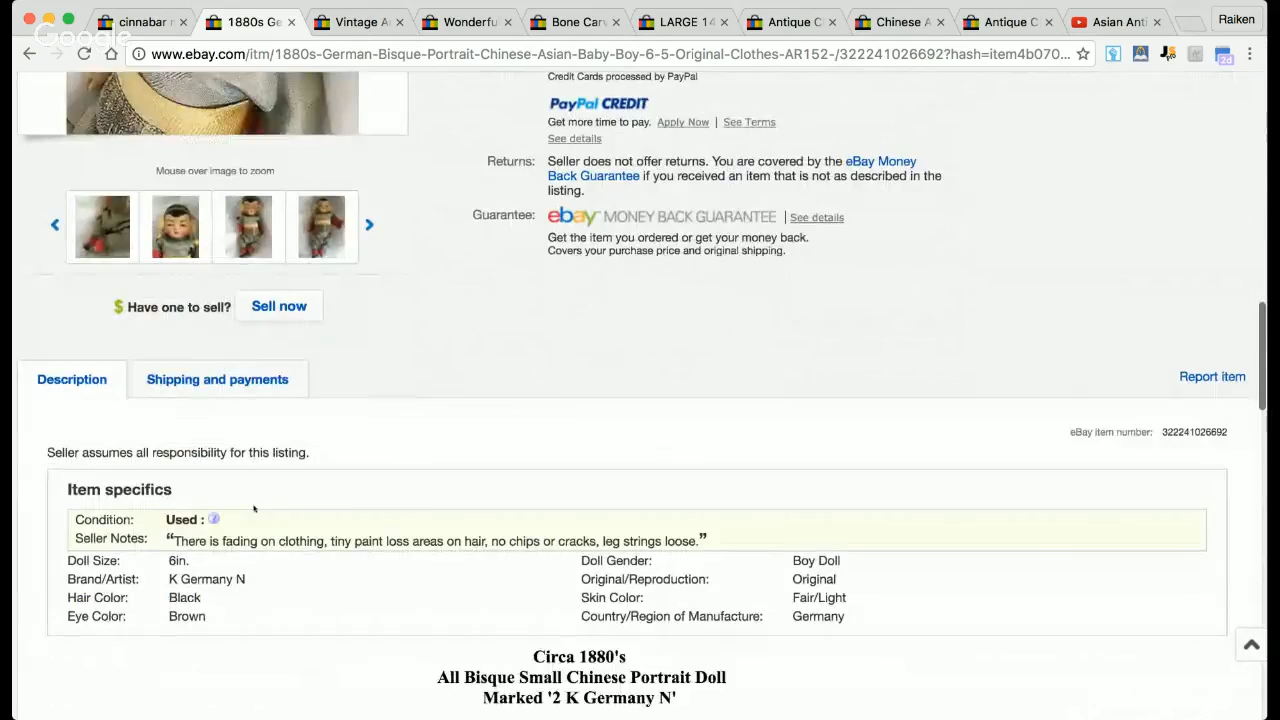 cinnabar
1880s Ge
Vintage A
Wonderfu
Bone Car
LARGE 14
Antique C
Chinese A
Antique C
Asian Anti
Raiken
Google
www.ebay.com/itm/1880s-German-Bisque-Portrait-Chinese-Asian-Baby-Boy-6-5-Original-Clothes-AR152-/322241026692?hash=item4b070...
2d
Credit Cards processed by PayPal
PayPal CREDIT
Get more time to pay. Apply Now | See Terms
See details
Mouse over image to zoom
Returns: Seller does not offer returns. You are covered by the eBay Money
Back Guarantee if you received an item that is not as described in the
listing.
Guarantee: ebay MONEY BACK GUARANTEE | See details
Get the item you ordered or get your money back.
Covers your purchase price and original shipping.
$ Have one to sell? Sell now
Description
Shipping and payments
Report item
eBay item number: 322241026692
Seller assumes all responsibility for this listing.
Item specifics
Condition: Used :
Seller Notes: “There is fading on clothing, tiny paint loss areas on hair, no chips or cracks, leg strings loose.”
Doll Size: 6in. Doll Gender: Boy Doll
Brand/Artist: K Germany N Original/Reproduction: Original
Hair Color: Black Skin Color: Fair/Light
Eye Color: Brown Country/Region of Manufacture: Germany
Circa 1880's
All Bisque Small Chinese Portrait Doll
Marked '2 K Germany N'